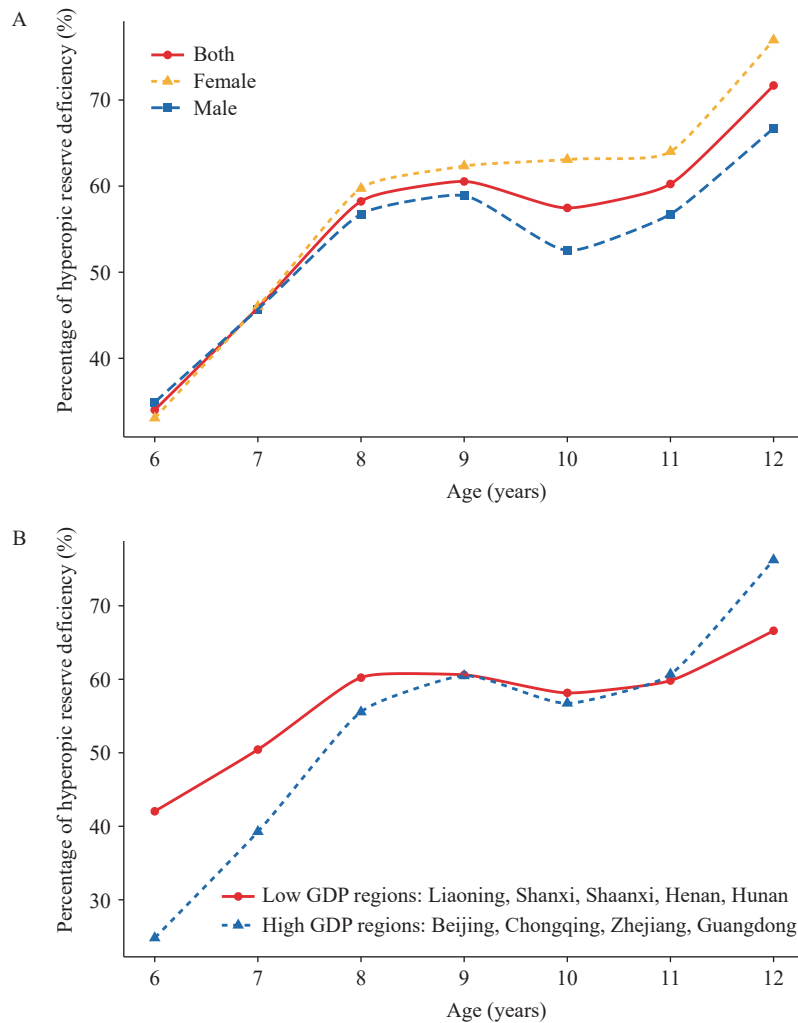 A
Percentage of hyperopic reserve deficiency (%)
70
60
50
40
Both
Female
Male
6 7 8 9 10 11 12
Age (years)
B
Percentage of hyperopic reserve deficiency (%)
70
60
50
40
30
Low GDP regions: Liaoning, Shanxi, Shaanxi, Henan, Hunan
High GDP regions: Beijing, Chongqing, Zhejiang, Guangdong
6 7 8 9 10 11 12
Age (years)